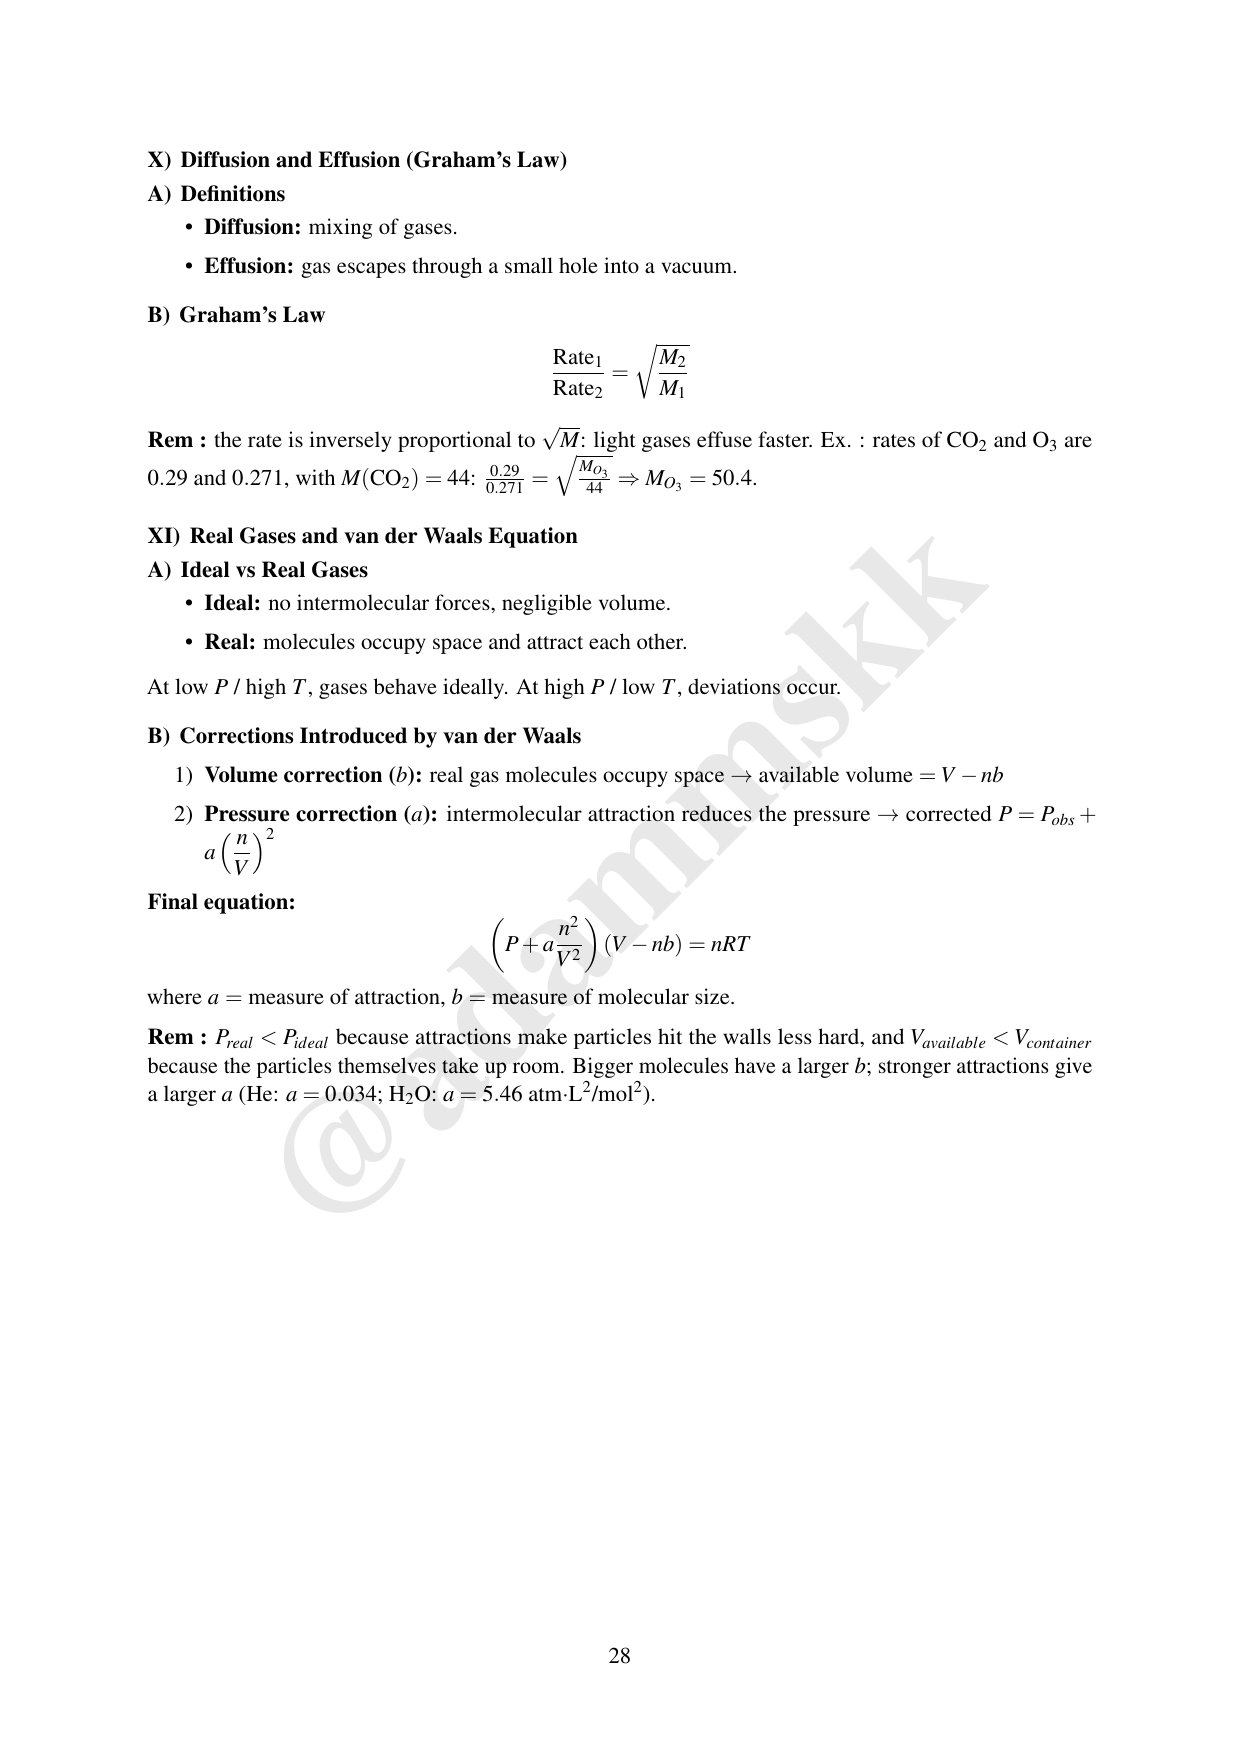 X) Diffusion and Effusion (Graham's Law)
A) Definitions
• Diffusion: mixing of gases.
• Effusion: gas escapes through a small hole into a vacuum.
B) Graham's Law
Rate₁/Rate₂ = √(M₂/M₁)
Rem : the rate is inversely proportional to √M: light gases effuse faster. Ex. : rates of CO₂ and O₃ are
0.29 and 0.271, with M(CO₂) = 44: 0.29/0.271 = √(M_O₃/44) ⇒ M_O₃ = 50.4.
XI) Real Gases and van der Waals Equation
A) Ideal vs Real Gases
• Ideal: no intermolecular forces, negligible volume.
• Real: molecules occupy space and attract each other.
At low P / high T, gases behave ideally. At high P / low T, deviations occur.
B) Corrections Introduced by van der Waals
1) Volume correction (b): real gas molecules occupy space → available volume = V − nb
2) Pressure correction (a): intermolecular attraction reduces the pressure → corrected P = P_obs +
a(n/V)²
Final equation:
(P + a n²/V²)(V − nb) = nRT
where a = measure of attraction, b = measure of molecular size.
Rem : P_real < P_ideal because attractions make particles hit the walls less hard, and V_available < V_container
because the particles themselves take up room. Bigger molecules have a larger b; stronger attractions give
a larger a (He: a = 0.034; H₂O: a = 5.46 atm·L²/mol²).
@adammskk
28